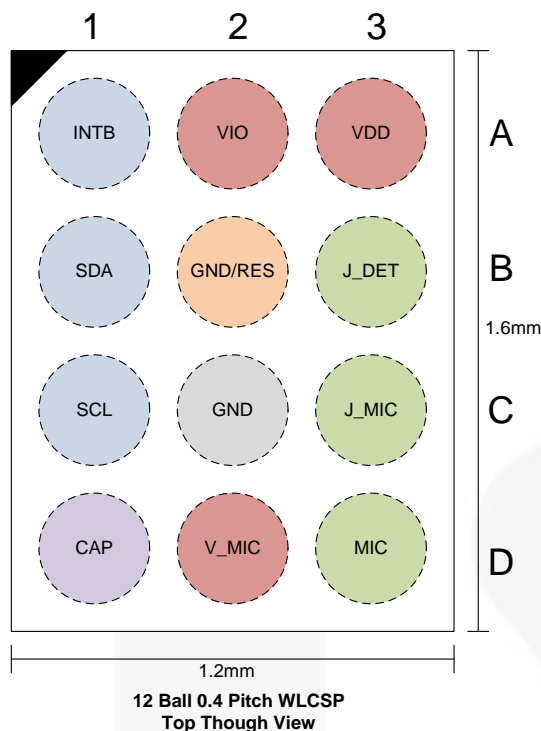 1 2 3
INTB VIO VDD A
SDA GND/RES J_DET B
1.6mm
SCL GND J_MIC C
CAP V_MIC MIC D
1.2mm
12 Ball 0.4 Pitch WLCSP
Top Though View